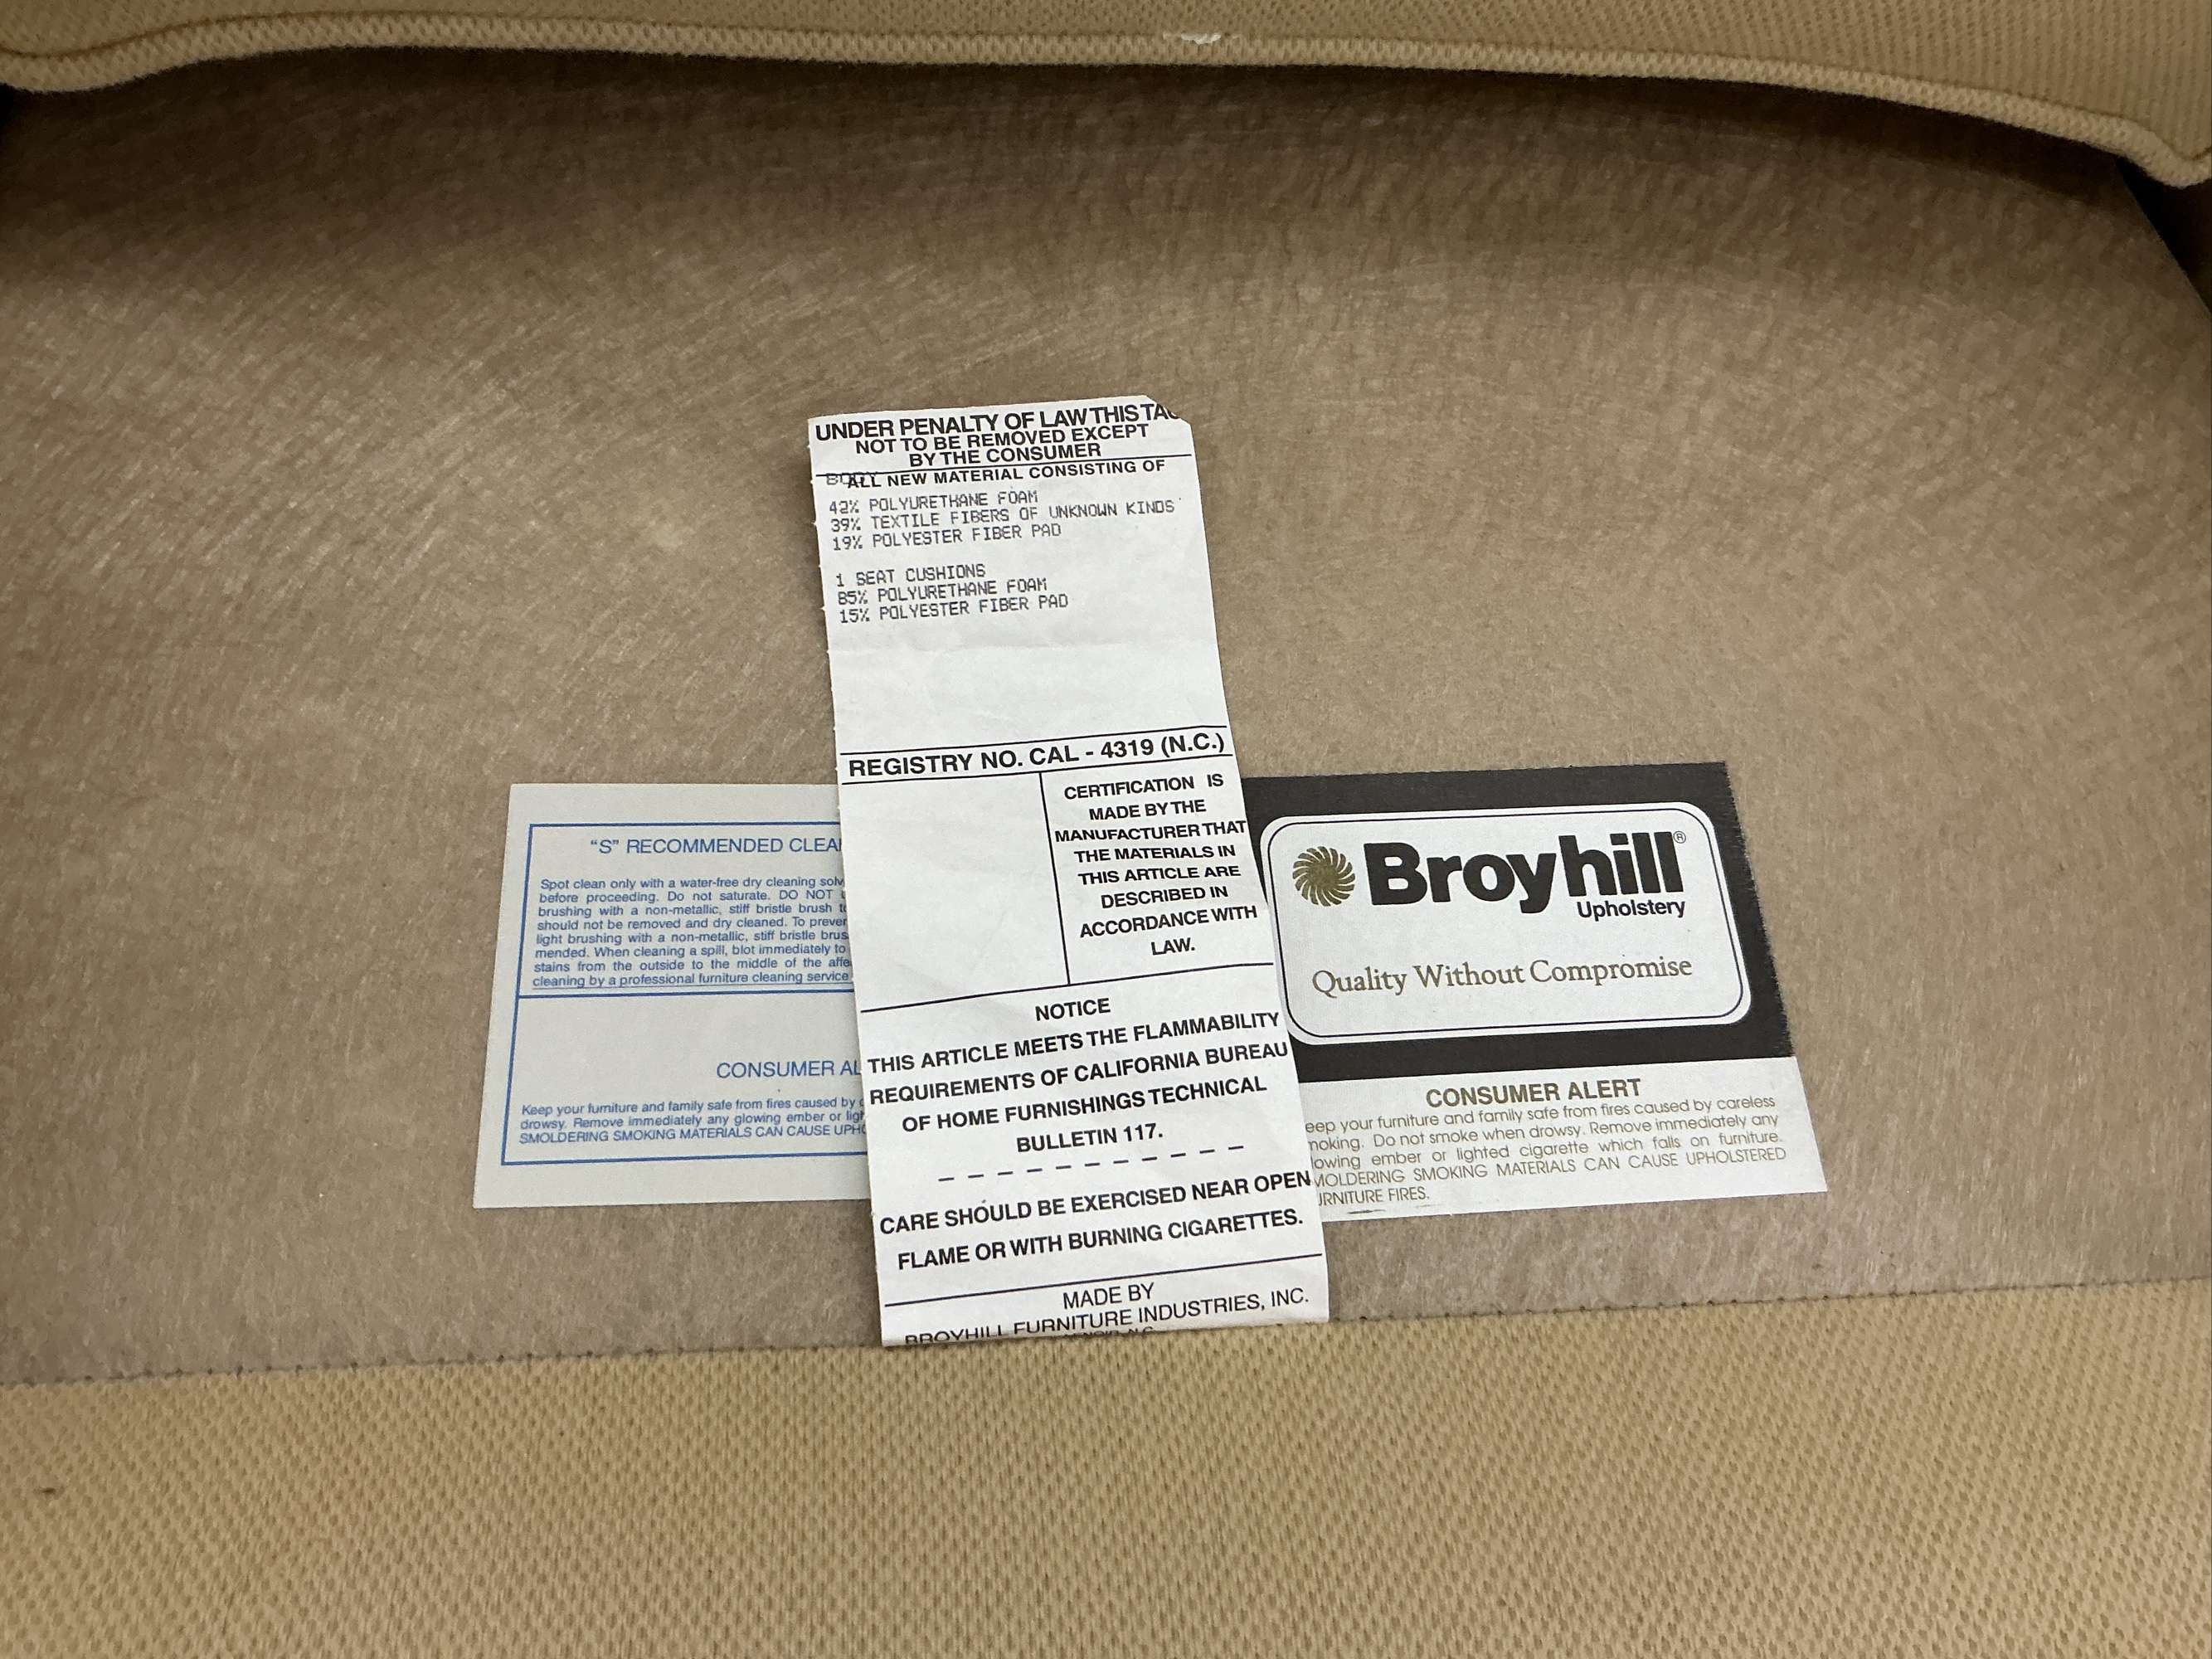 UNDER PENALTY OF LAW THIS TAG
NOT TO BE REMOVED EXCEPT
BY THE CONSUMER
BODY
ALL NEW MATERIAL CONSISTING OF
42% POLYURETHANE FOAM
39% TEXTILE FIBERS OF UNKNOWN KINDS
19% POLYESTER FIBER PAD
1 SEAT CUSHIONS
85% POLYURETHANE FOAM
15% POLYESTER FIBER PAD
REGISTRY NO. CAL - 4319 (N.C.)
CERTIFICATION IS
MADE BY THE
MANUFACTURER THAT
THE MATERIALS IN
THIS ARTICLE ARE
DESCRIBED IN
ACCORDANCE WITH
LAW.
NOTICE
THIS ARTICLE MEETS THE FLAMMABILITY
REQUIREMENTS OF CALIFORNIA BUREAU
OF HOME FURNISHINGS TECHNICAL
BULLETIN 117.
CARE SHOULD BE EXERCISED NEAR OPEN
FLAME OR WITH BURNING CIGARETTES.
MADE BY
BROYHILL FURNITURE INDUSTRIES, INC.
"S" RECOMMENDED
Spot clean only with a water-free dry cleaning
before proceeding. Do not saturate. DO NOT
brushing with a non-metallic, stiff bristle brush
should not be removed and dry cleaned. To
light brushing with a non-metallic, stiff bristle
mended. When cleaning a spill, blot immediately to
stains from the outside to the middle of the
cleaning by a professional furniture cleaning service
CONSUMER
Keep your furniture and family safe from fires caused by
drowsy. Remove immediately any glowing ember or
SMOLDERING SMOKING MATERIALS CAN CAUSE
Broyhill®
Upholstery
Quality Without Compromise
CONSUMER ALERT
eep your furniture and family safe from fires caused by careless
moking. Do not smoke when drowsy. Remove immediately any
owing ember or lighted cigarette which falls on furniture.
MOLDERING SMOKING MATERIALS CAN CAUSE UPHOLSTERED
URNITURE FIRES.